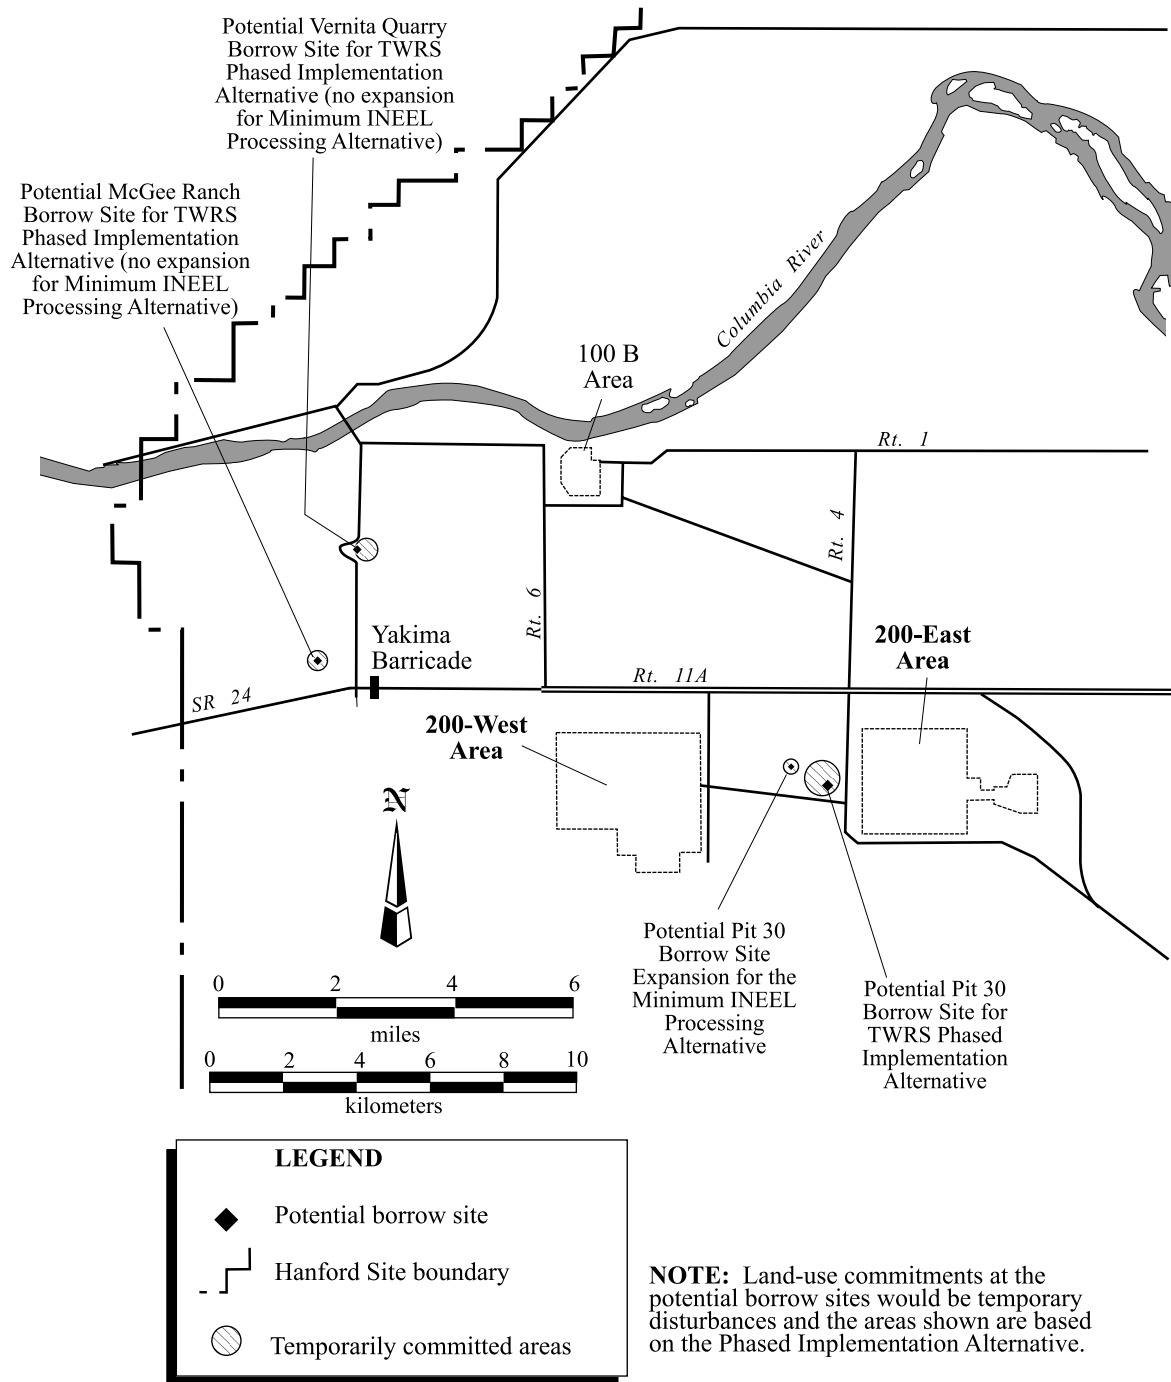 Potential Vernita Quarry
Borrow Site for TWRS
Phased Implementation
Alternative (no expansion
for Minimum INEEL
Processing Alternative)
Potential McGee Ranch
Borrow Site for TWRS
Phased Implementation
Alternative (no expansion
for Minimum INEEL
Processing Alternative)
Columbia River
100 B
Area
Rt. 1
Rt. 4
Rt. 6
Yakima
Barricade
200-East
Area
Rt. 11A
SR 24
200-West
Area
N
Potential Pit 30
Borrow Site
Expansion for the
Minimum INEEL
Processing
Alternative
Potential Pit 30
Borrow Site for
TWRS Phased
Implementation
Alternative
0 2 4 6
miles
0 2 4 6 8 10
kilometers
LEGEND
Potential borrow site
Hanford Site boundary
Temporarily committed areas
NOTE: Land-use commitments at the
potential borrow sites would be temporary
disturbances and the areas shown are based
on the Phased Implementation Alternative.